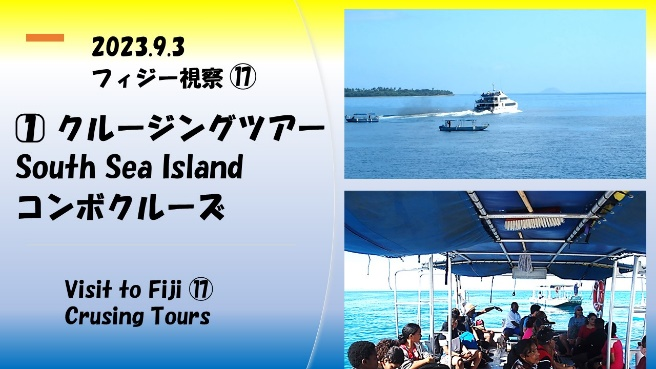 2023.9.3
フィジー視察 ⑰
1 クルージングツアー
South Sea Island
コンボクルーズ
Visit to Fiji ⑰
Crusing Tours